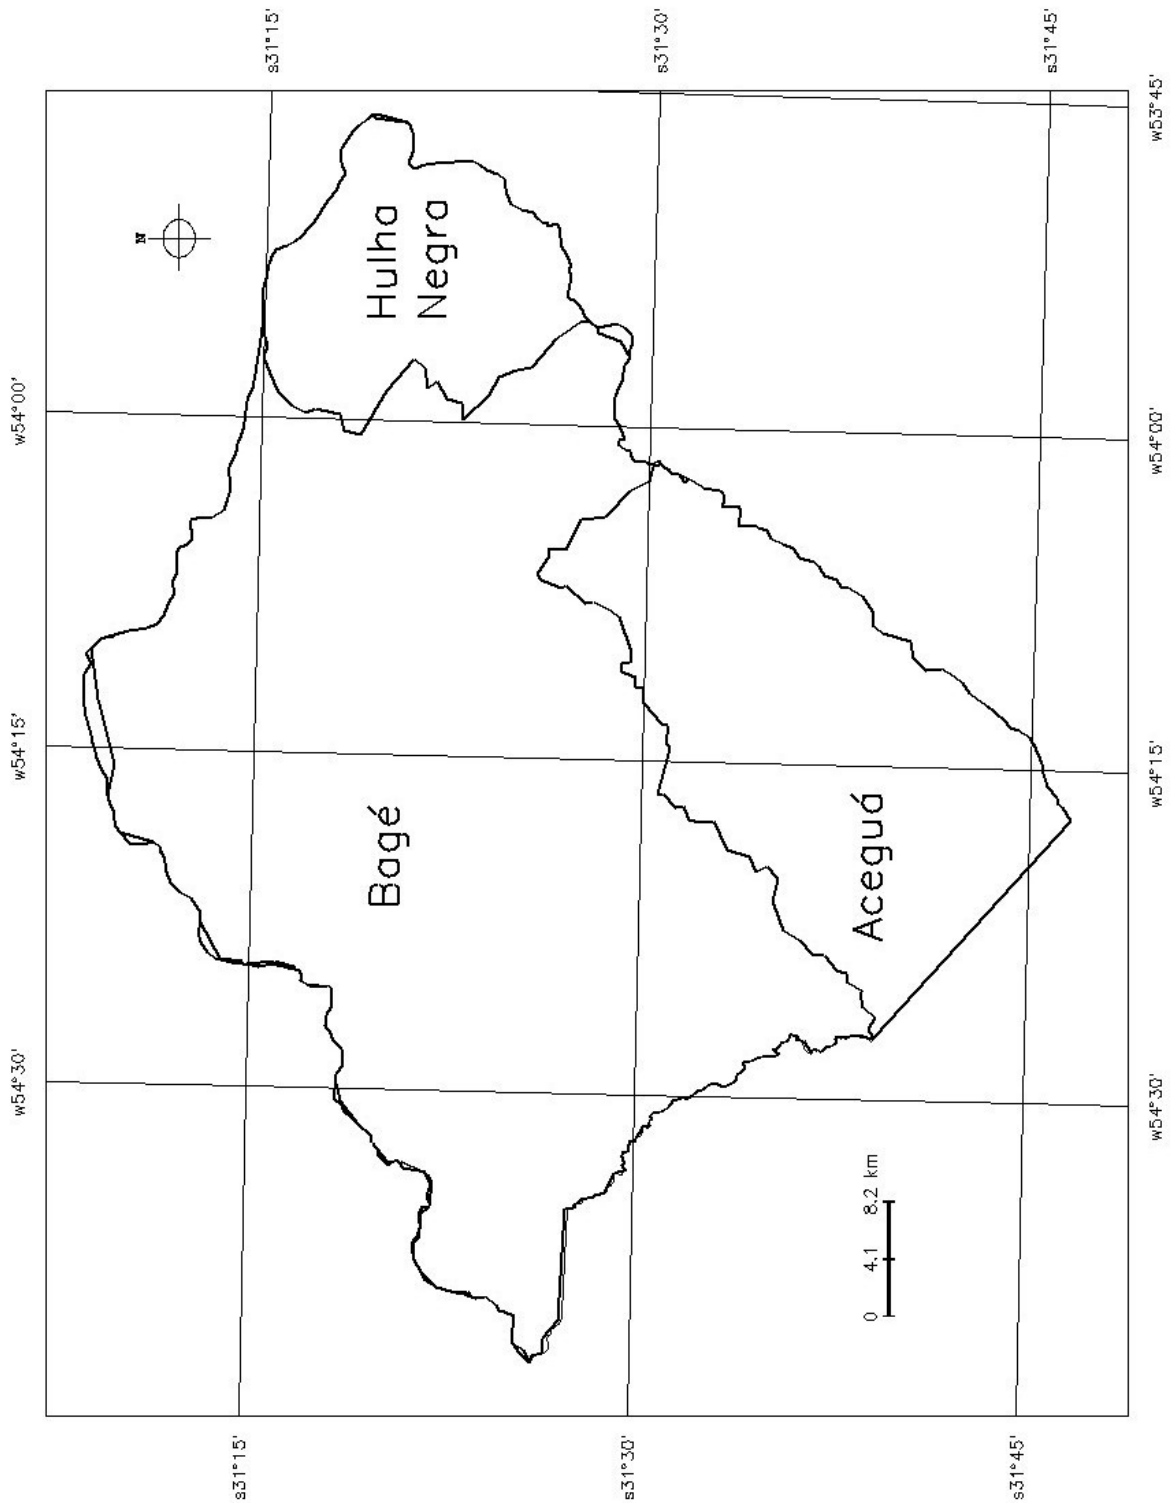 w54°30' w54°15' w54°00'
N
s31°15' s31°15'
Bagé
Hulha
Negra
s31°30' s31°30'
Aceguá
0 4.1 8.2 km
s31°45' s31°45'
w54°30' w54°15' w54°00' w53°45'